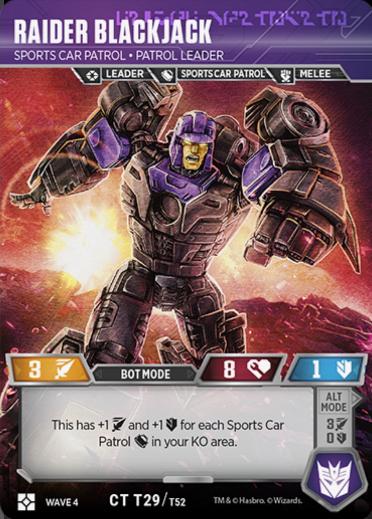 RAIDER BLACKJACK
SPORTS CAR PATROL • PATROL LEADER
LEADER SPORTS CAR PATROL MELEE
3 BOT MODE 8 1
This has +1 and +1 for each Sports Car
Patrol in your KO area.
ALT
MODE
3
0
WAVE 4 CT T29/T52 TM & © Hasbro. © Wizards.